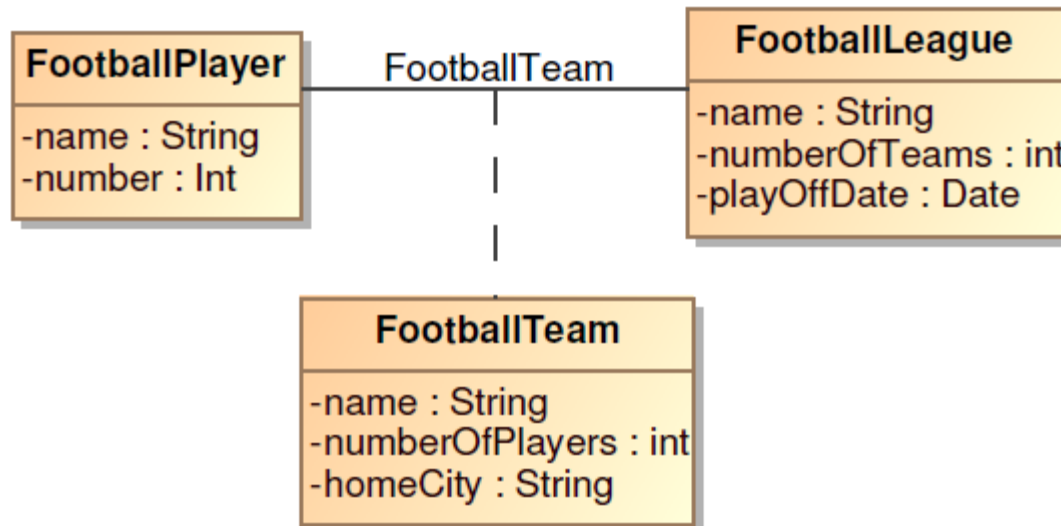 FootballPlayer
-name : String
-number : Int
FootballTeam
FootballLeague
-name : String
-numberOfTeams : int
-playOffDate : Date
FootballTeam
-name : String
-numberOfPlayers : int
-homeCity : String